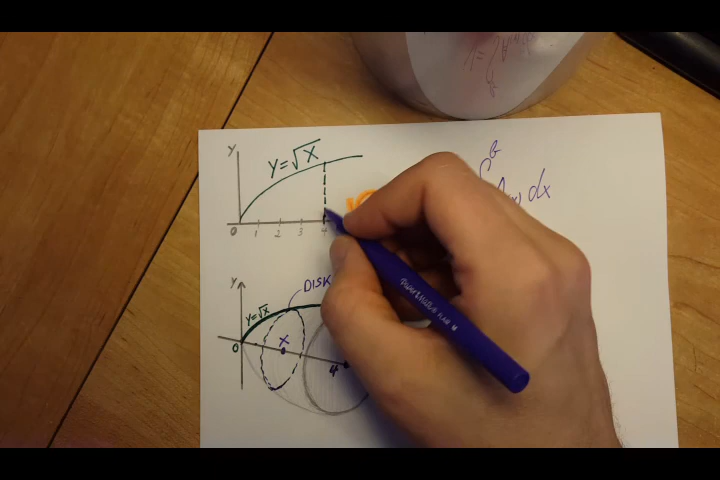 y
y=√x
0 1 2 3 4
∫ᵇ
A(x) dx
y
y=√x
DISK
0
x
4